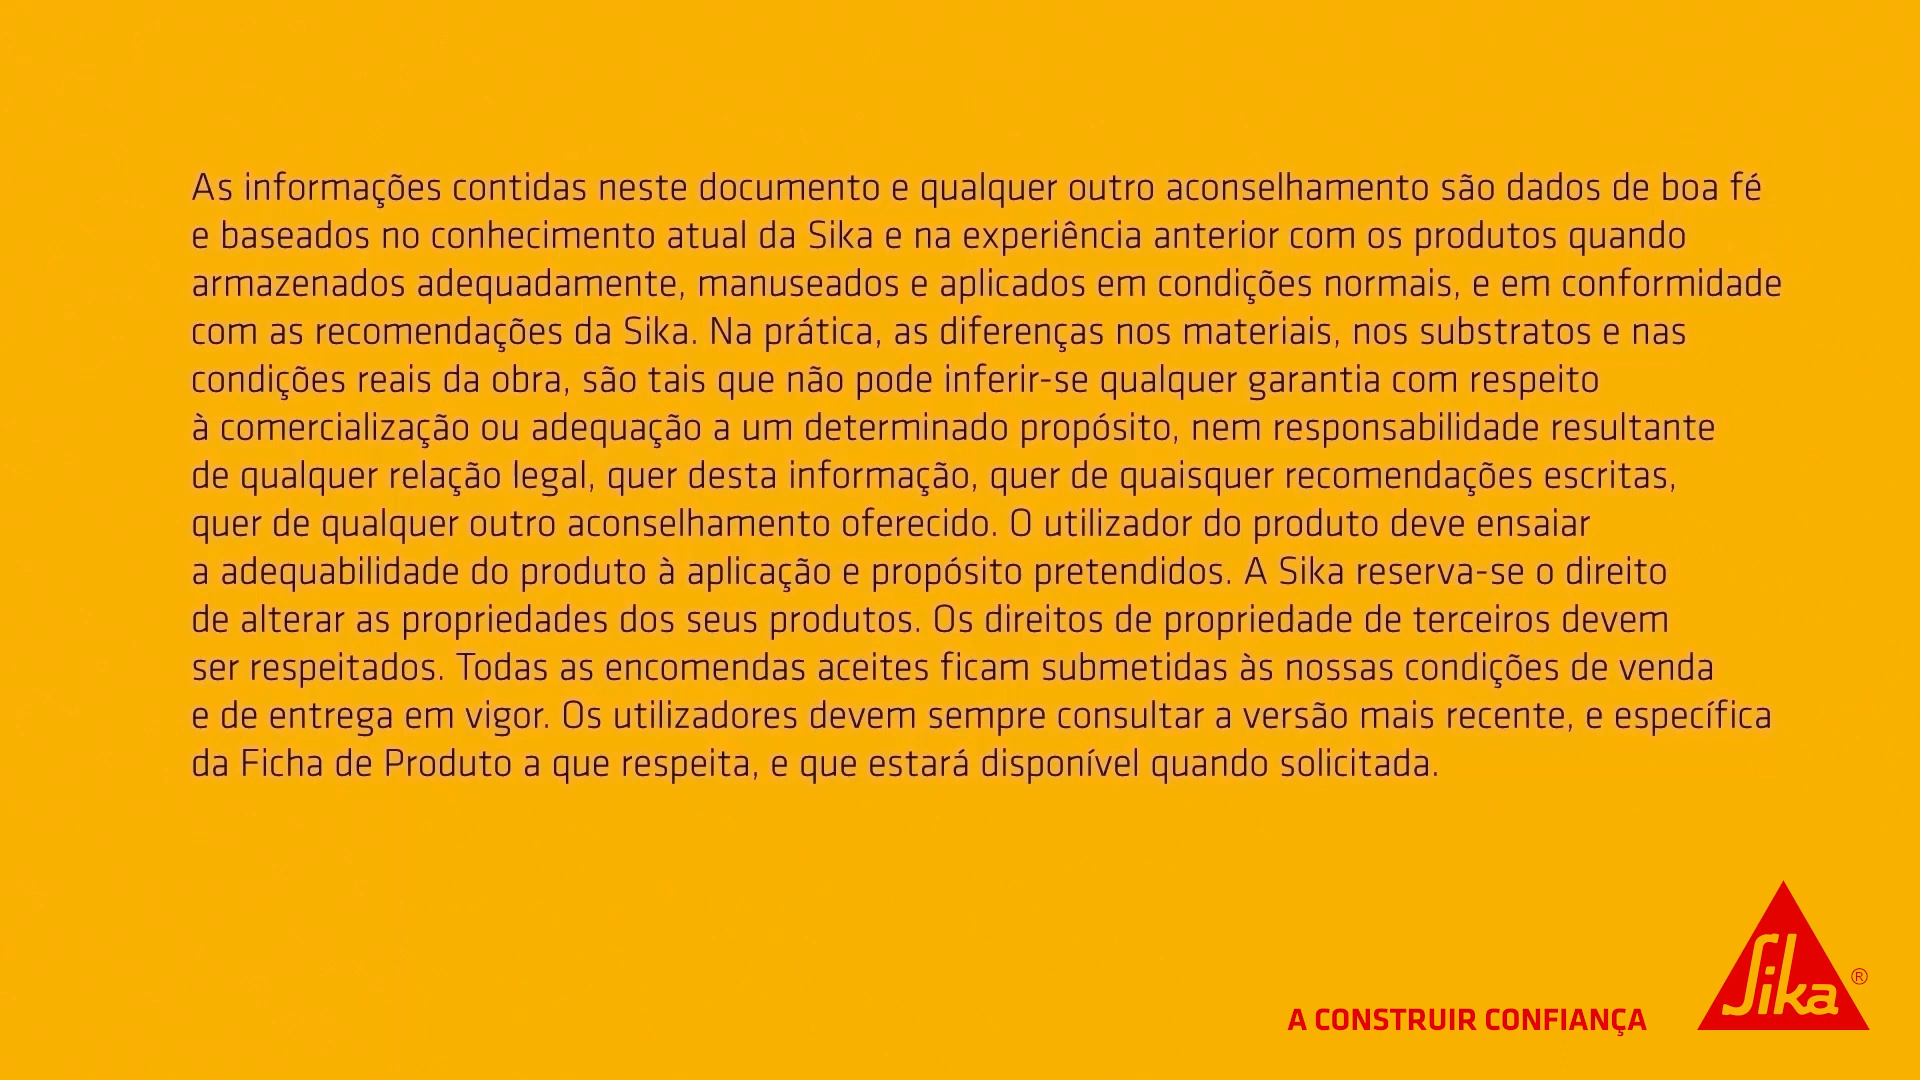 As informações contidas neste documento e qualquer outro aconselhamento são dados de boa fé
e baseados no conhecimento atual da Sika e na experiência anterior com os produtos quando
armazenados adequadamente, manuseados e aplicados em condições normais, e em conformidade
com as recomendações da Sika. Na prática, as diferenças nos materiais, nos substratos e nas
condições reais da obra, são tais que não pode inferir-se qualquer garantia com respeito
à comercialização ou adequação a um determinado propósito, nem responsabilidade resultante
de qualquer relação legal, quer desta informação, quer de quaisquer recomendações escritas,
quer de qualquer outro aconselhamento oferecido. O utilizador do produto deve ensaiar
a adequabilidade do produto à aplicação e propósito pretendidos. A Sika reserva-se o direito
de alterar as propriedades dos seus produtos. Os direitos de propriedade de terceiros devem
ser respeitados. Todas as encomendas aceites ficam submetidas às nossas condições de venda
e de entrega em vigor. Os utilizadores devem sempre consultar a versão mais recente, e específica
da Ficha de Produto a que respeita, e que estará disponível quando solicitada.
A CONSTRUIR CONFIANÇA
Sika®